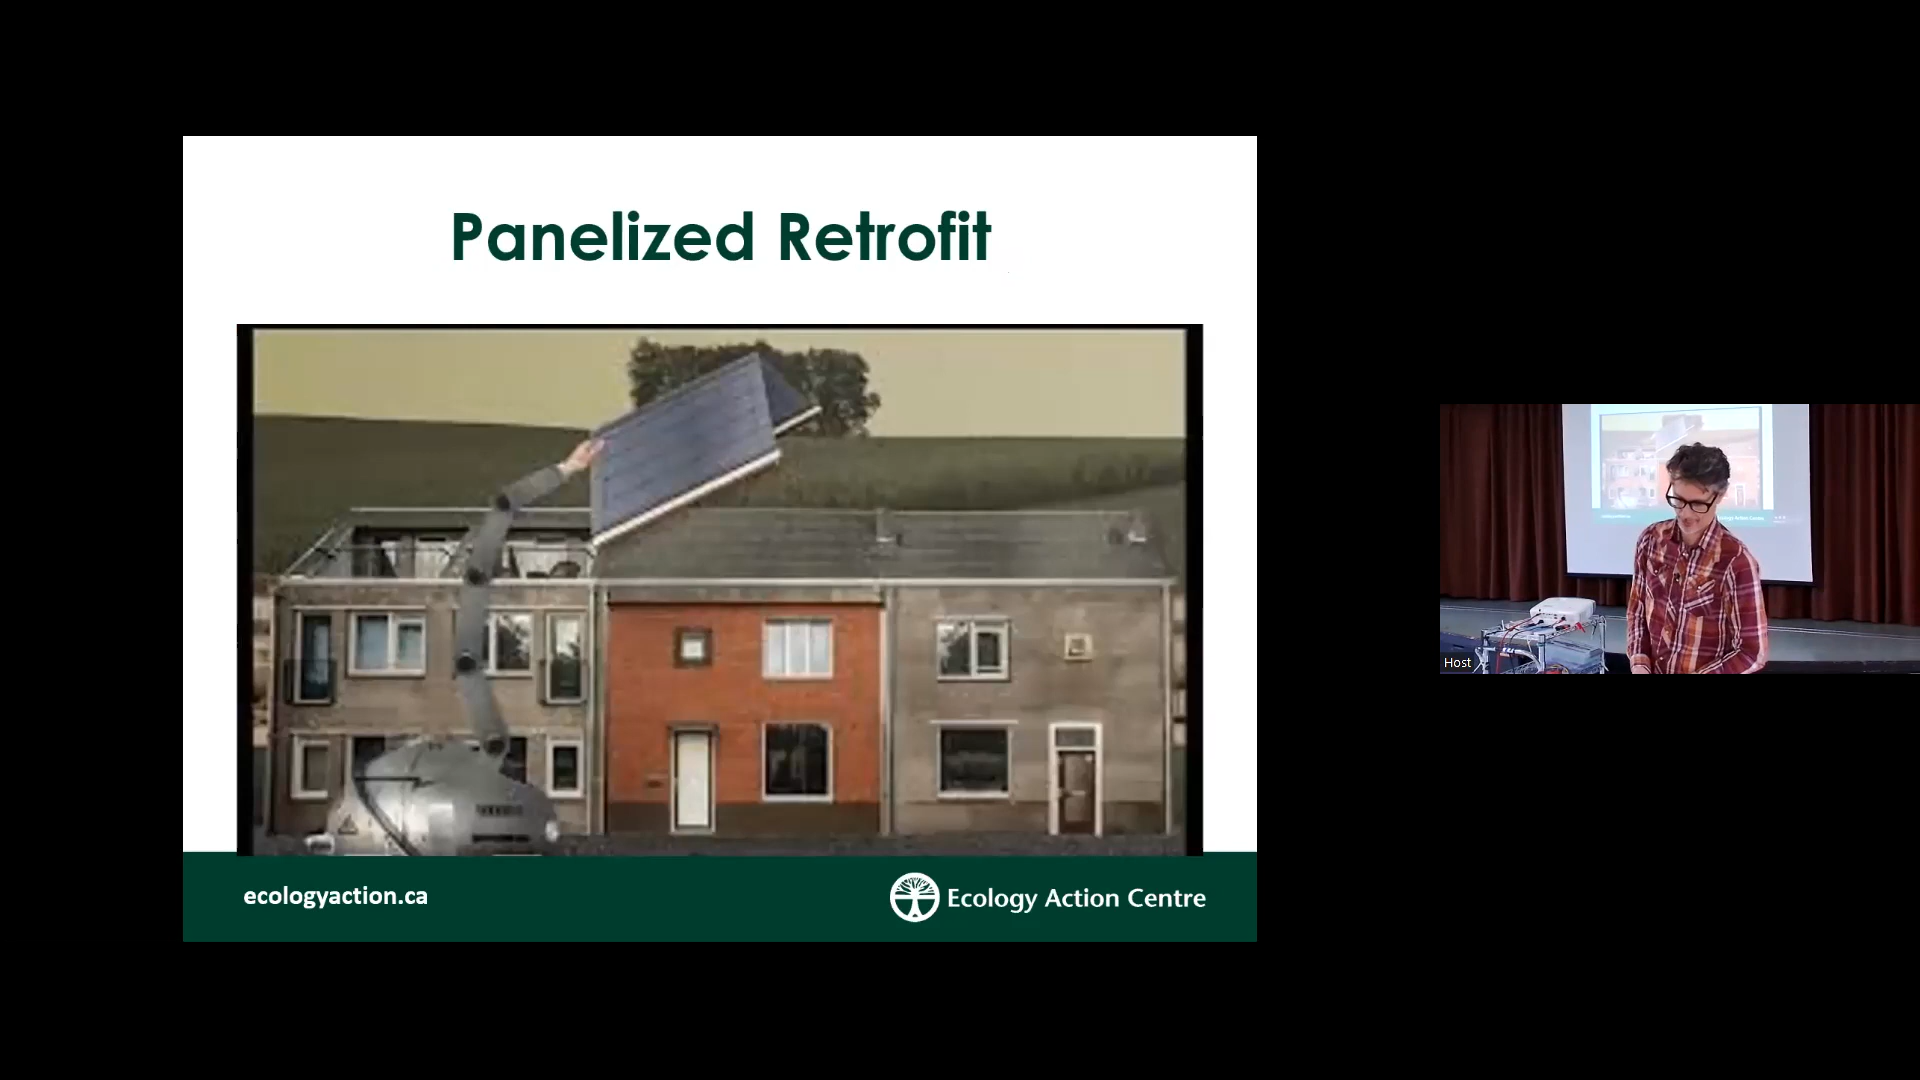 Panelized Retrofit
ecologyaction.ca
Ecology Action Centre
Host